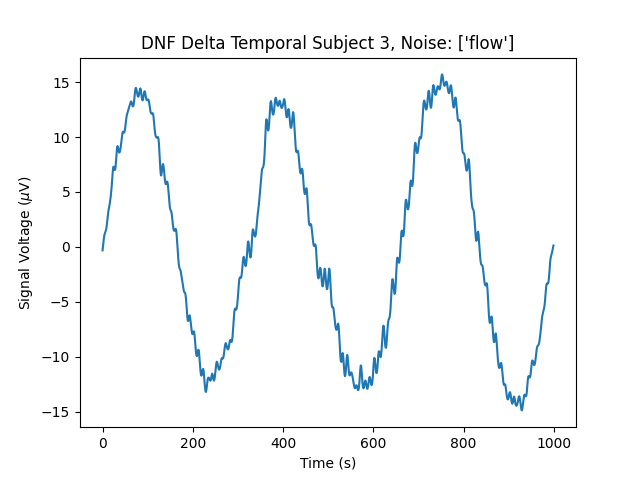 DNF Delta Temporal Subject 3, Noise: ['flow']
Signal Voltage (μV)
15
10
5
0
−5
−10
−15
0 200 400 600 800 1000
Time (s)